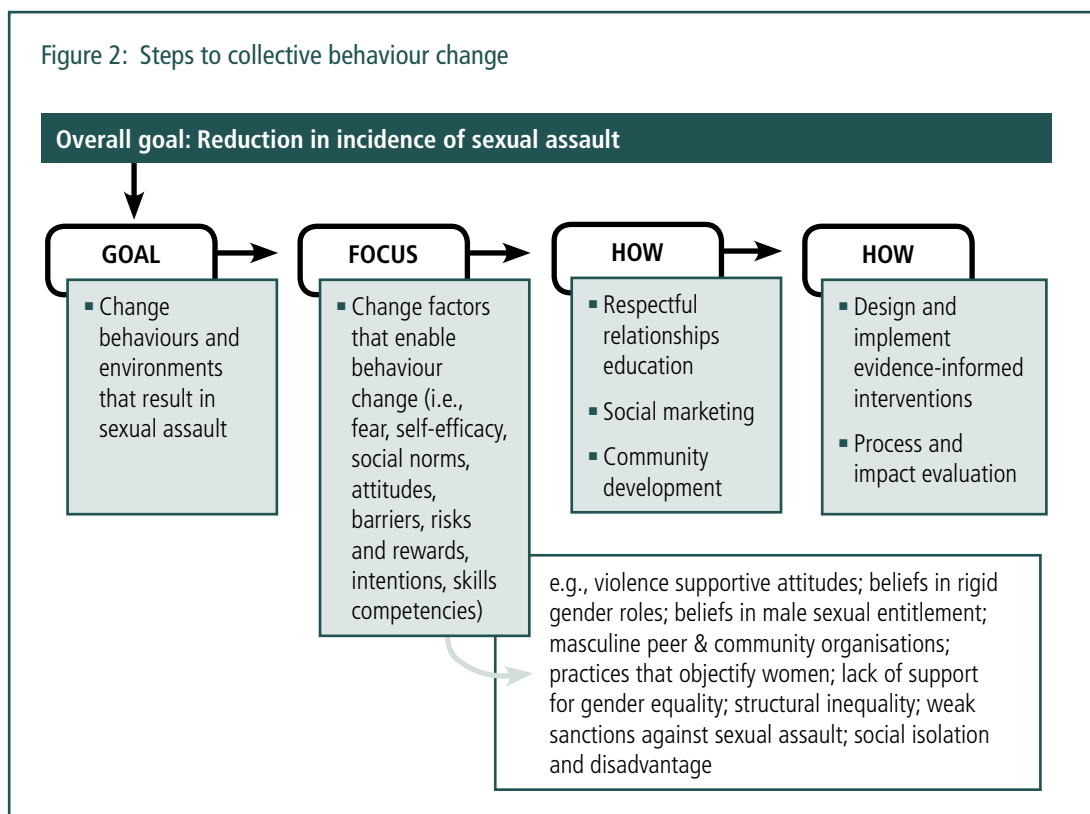 Figure 2: Steps to collective behaviour change
Overall goal: Reduction in incidence of sexual assault
GOAL
▪ Change
behaviours and
environments
that result in
sexual assault
FOCUS
▪ Change factors
that enable
behaviour
change (i.e.,
fear, self-efficacy,
social norms,
attitudes,
barriers, risks
and rewards,
intentions, skills
competencies)
HOW
▪ Respectful
relationships
education
▪ Social marketing
▪ Community
development
HOW
▪ Design and
implement
evidence-informed
interventions
▪ Process and
impact evaluation
e.g., violence supportive attitudes; beliefs in rigid
gender roles; beliefs in male sexual entitlement;
masculine peer & community organisations;
practices that objectify women; lack of support
for gender equality; structural inequality; weak
sanctions against sexual assault; social isolation
and disadvantage